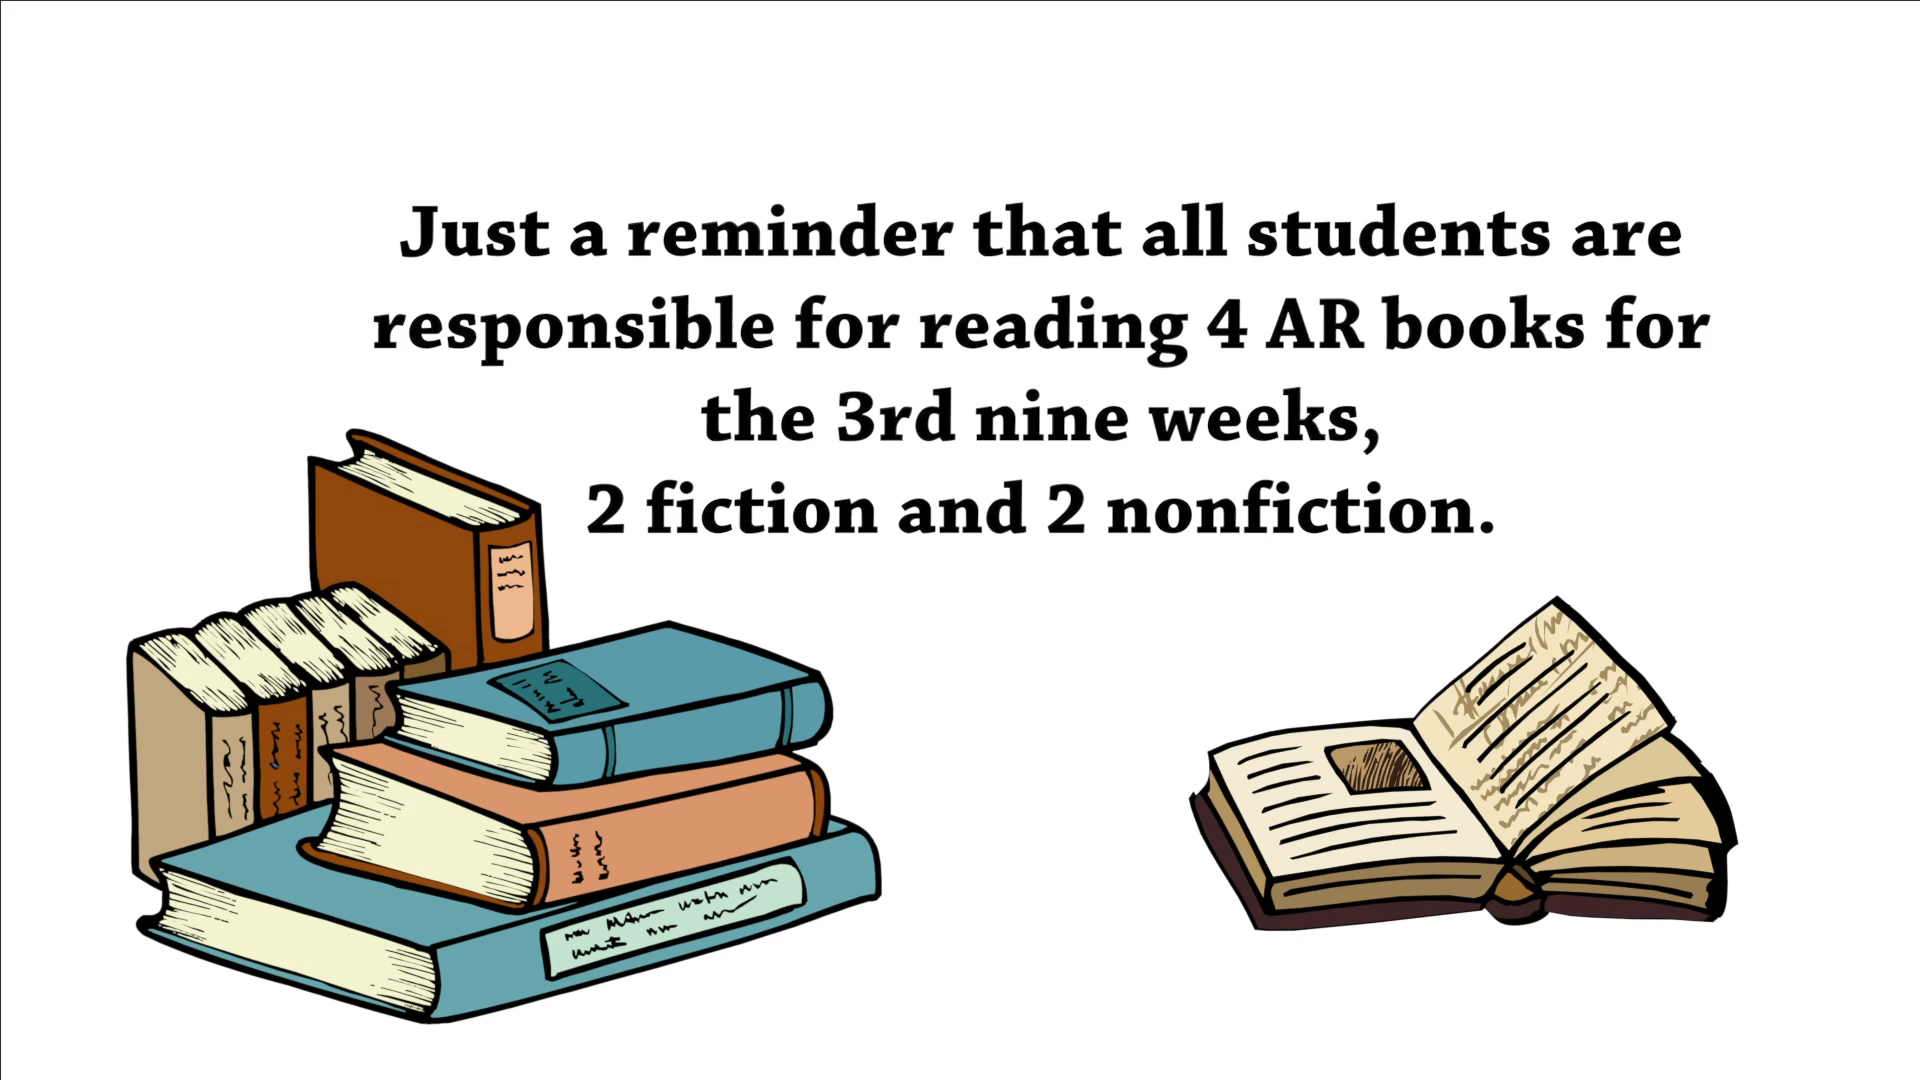 Just a reminder that all students are
responsible for reading 4 AR books for
the 3rd nine weeks,
2 fiction and 2 nonfiction.